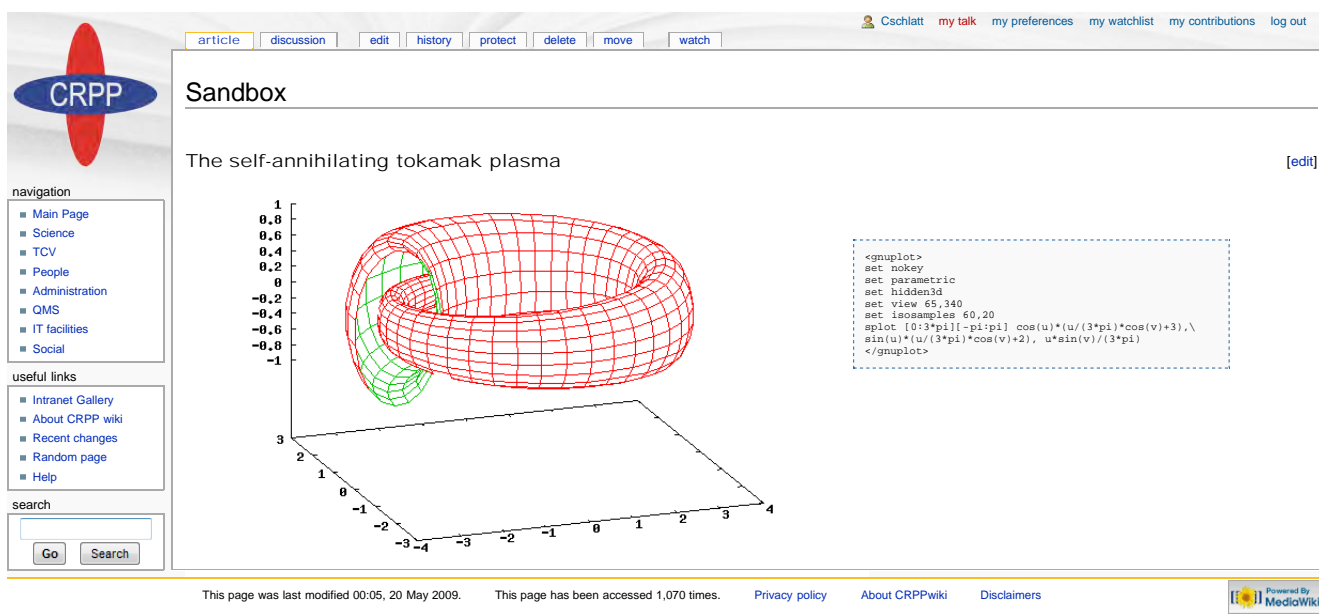 Cschlatt my talk my preferences my watchlist my contributions log out
article discussion edit history protect delete move watch
CRPP
Sandbox
The self-annihilating tokamak plasma [edit]
navigation
Main Page
Science
TCV
People
Administration
QMS
IT facilities
Social
useful links
Intranet Gallery
About CRPP wiki
Recent changes
Random page
Help
search
Go Search
1
0.8
0.6
0.4
0.2
0
-0.2
-0.4
-0.6
-0.8
-1
3
2
1
0
-1
-2
-3
-4 -3 -2 -1 0 1 2 3 4
<gnuplot>
set nokey
set parametric
set hidden3d
set view 65,340
set isosamples 60,20
splot [0:3*pi][-pi:pi] cos(u)*(u/(3*pi)*cos(v)+3),\
sin(u)*(u/(3*pi)*cos(v)+2), u*sin(v)/(3*pi)
</gnuplot>
This page was last modified 00:05, 20 May 2009. This page has been accessed 1,070 times. Privacy policy About CRPPwiki Disclaimers
Powered By
MediaWiki